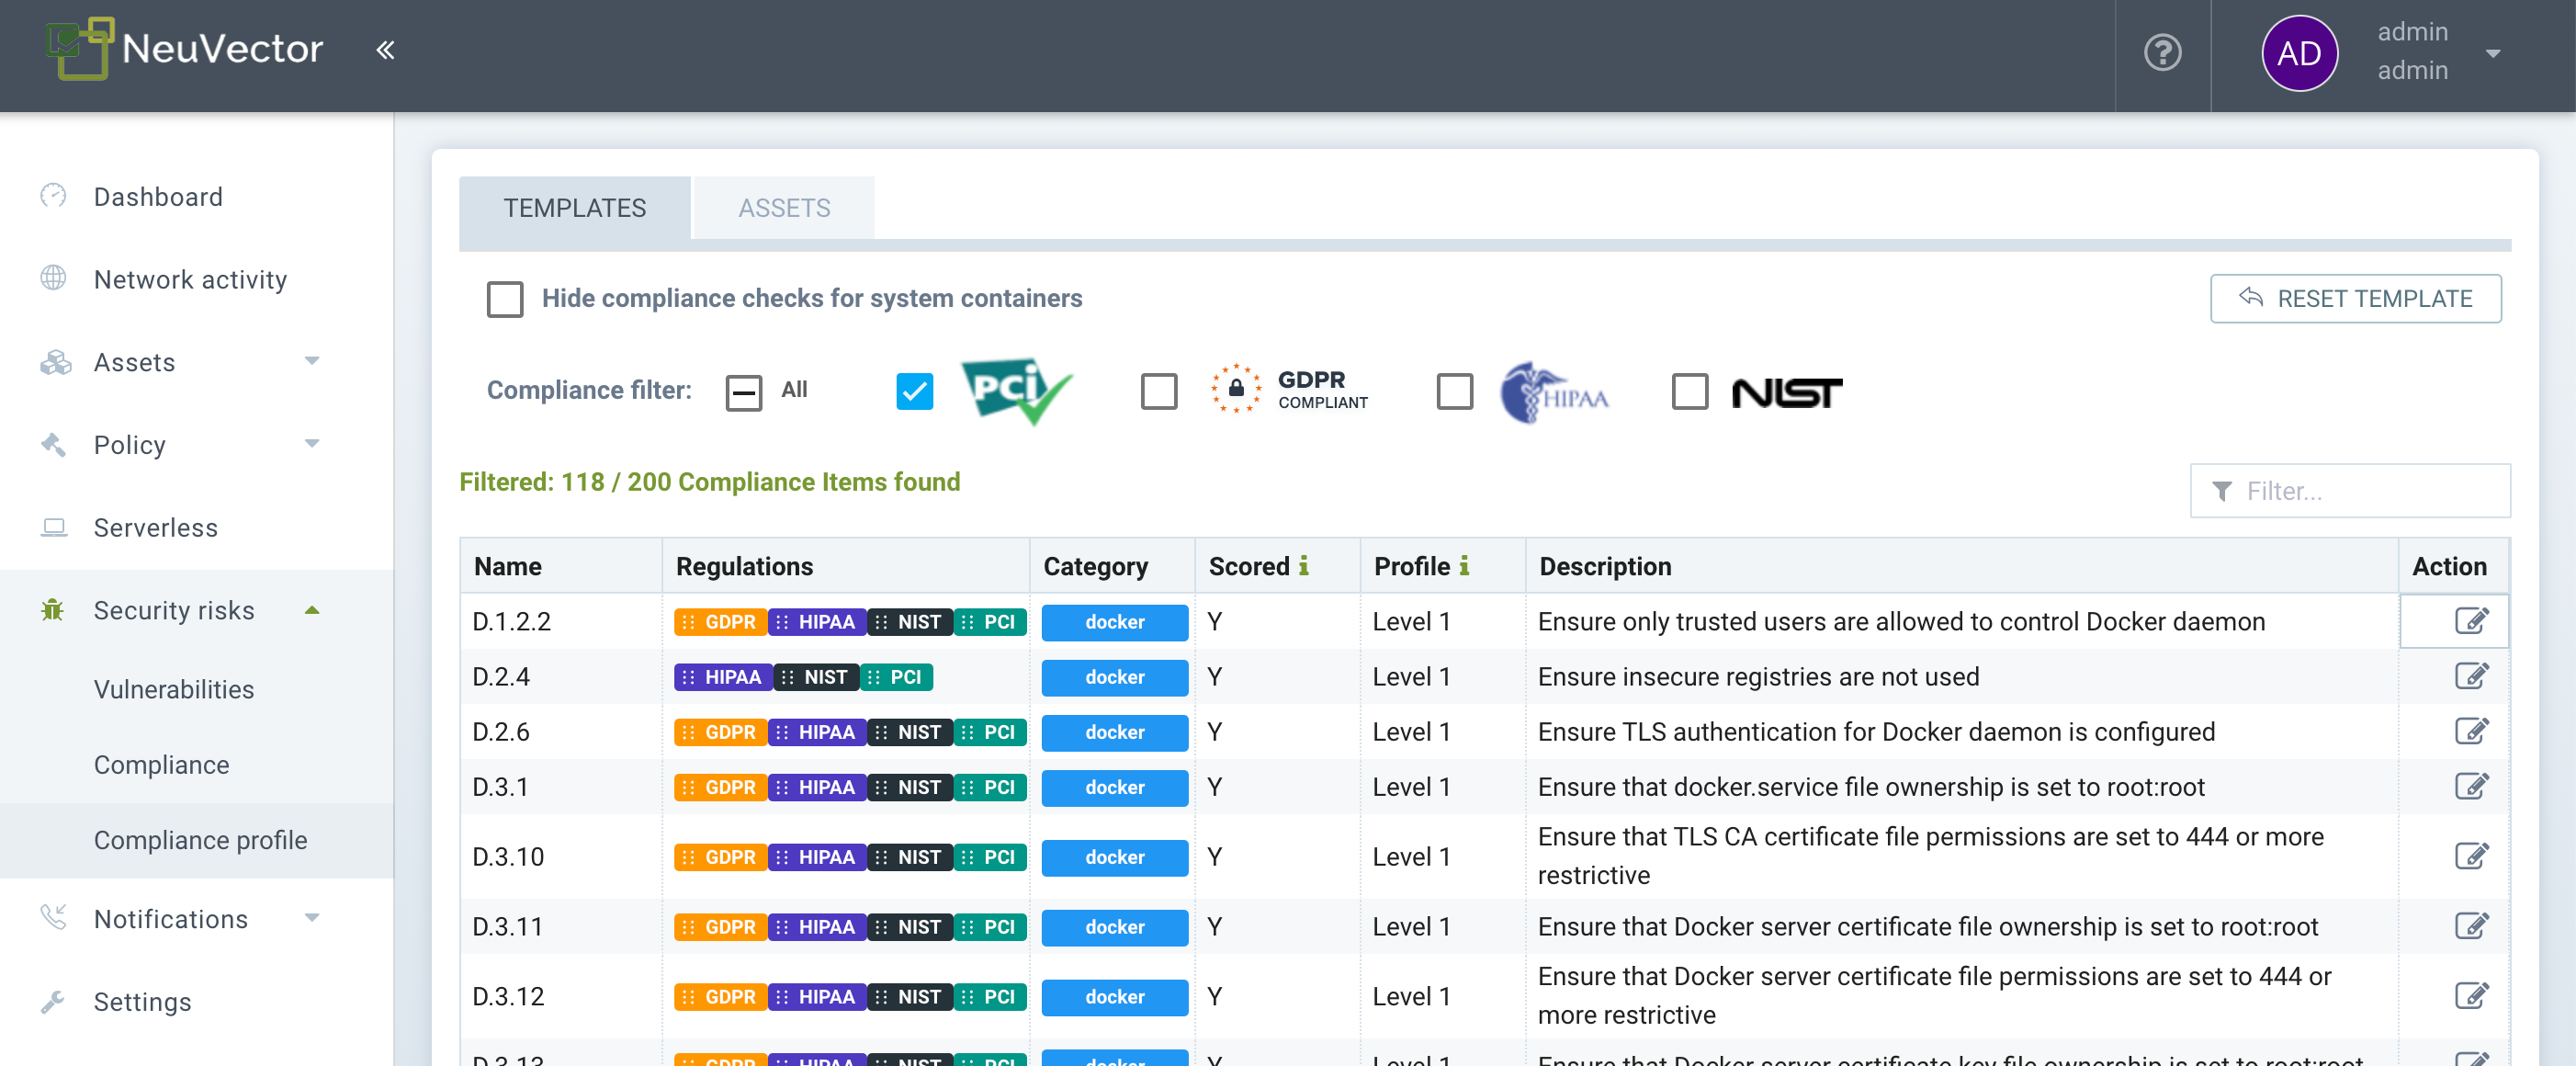 NeuVector «
admin
AD
admin
Dashboard
Network activity
Assets
Policy
Serverless
Security risks
Vulnerabilities
Compliance
Compliance profile
Notifications
Settings
TEMPLATES ASSETS
Hide compliance checks for system containers RESET TEMPLATE
Compliance filter: All PCi GDPR COMPLIANT HIPAA NIST
Filtered: 118 / 200 Compliance Items found Filter...
Name Regulations Category Scored i Profile i Description Action
D.1.2.2 GDPR HIPAA NIST PCI docker Y Level 1 Ensure only trusted users are allowed to control Docker daemon
D.2.4 HIPAA NIST PCI docker Y Level 1 Ensure insecure registries are not used
D.2.6 GDPR HIPAA NIST PCI docker Y Level 1 Ensure TLS authentication for Docker daemon is configured
D.3.1 GDPR HIPAA NIST PCI docker Y Level 1 Ensure that docker.service file ownership is set to root:root
D.3.10 GDPR HIPAA NIST PCI docker Y Level 1 Ensure that TLS CA certificate file permissions are set to 444 or more
restrictive
D.3.11 GDPR HIPAA NIST PCI docker Y Level 1 Ensure that Docker server certificate file ownership is set to root:root
D.3.12 GDPR HIPAA NIST PCI docker Y Level 1 Ensure that Docker server certificate file permissions are set to 444 or
more restrictive
D.3.13 GDPR HIPAA NIST PCI docker Y Level 1 Ensure that Docker server certificate key file ownership is set to root:root